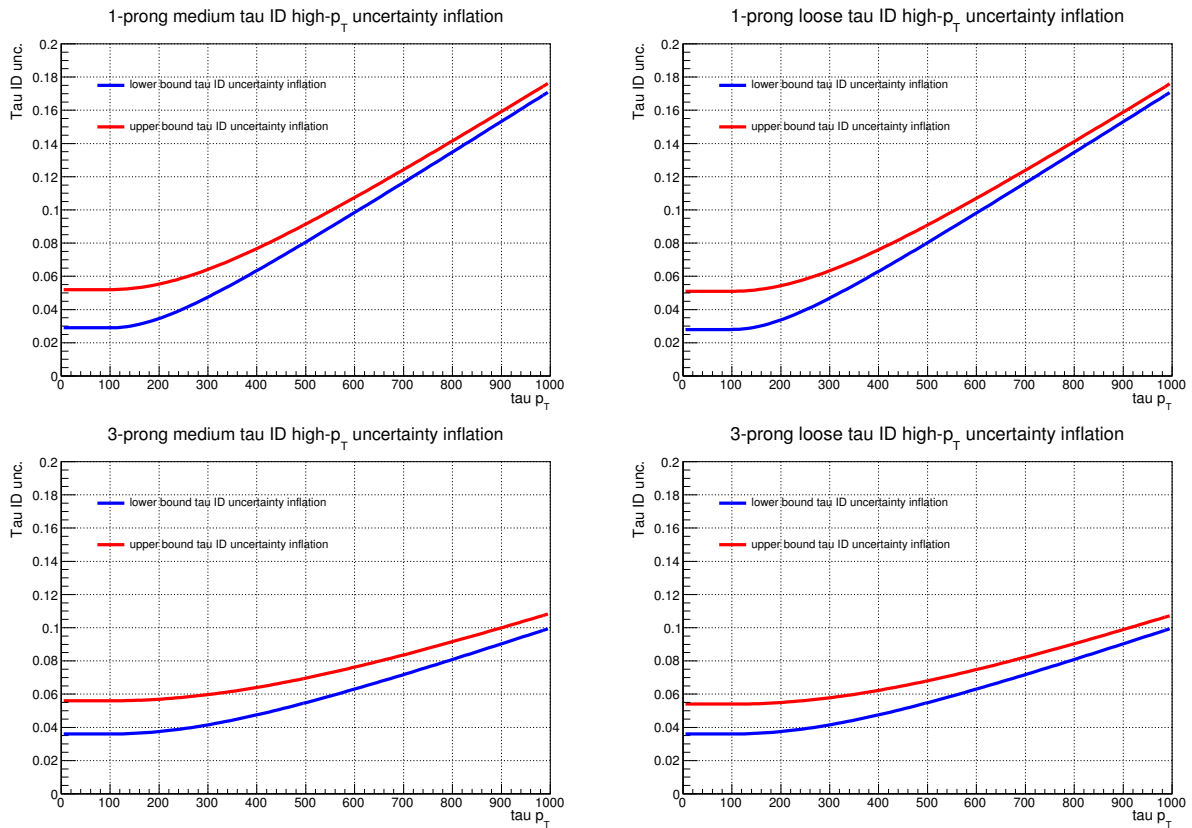 1-prong medium tau ID high-pT uncertainty inflation
Tau ID unc.
0.2
0.18
0.16
0.14
0.12
0.1
0.08
0.06
0.04
0.02
0
lower bound tau ID uncertainty inflation
upper bound tau ID uncertainty inflation
0 100 200 300 400 500 600 700 800 900 1000
tau pT
1-prong loose tau ID high-pT uncertainty inflation
Tau ID unc.
0.2
0.18
0.16
0.14
0.12
0.1
0.08
0.06
0.04
0.02
0
lower bound tau ID uncertainty inflation
upper bound tau ID uncertainty inflation
0 100 200 300 400 500 600 700 800 900 1000
tau pT
3-prong medium tau ID high-pT uncertainty inflation
Tau ID unc.
0.2
0.18
0.16
0.14
0.12
0.1
0.08
0.06
0.04
0.02
0
lower bound tau ID uncertainty inflation
upper bound tau ID uncertainty inflation
0 100 200 300 400 500 600 700 800 900 1000
tau pT
3-prong loose tau ID high-pT uncertainty inflation
Tau ID unc.
0.2
0.18
0.16
0.14
0.12
0.1
0.08
0.06
0.04
0.02
0
lower bound tau ID uncertainty inflation
upper bound tau ID uncertainty inflation
0 100 200 300 400 500 600 700 800 900 1000
tau pT